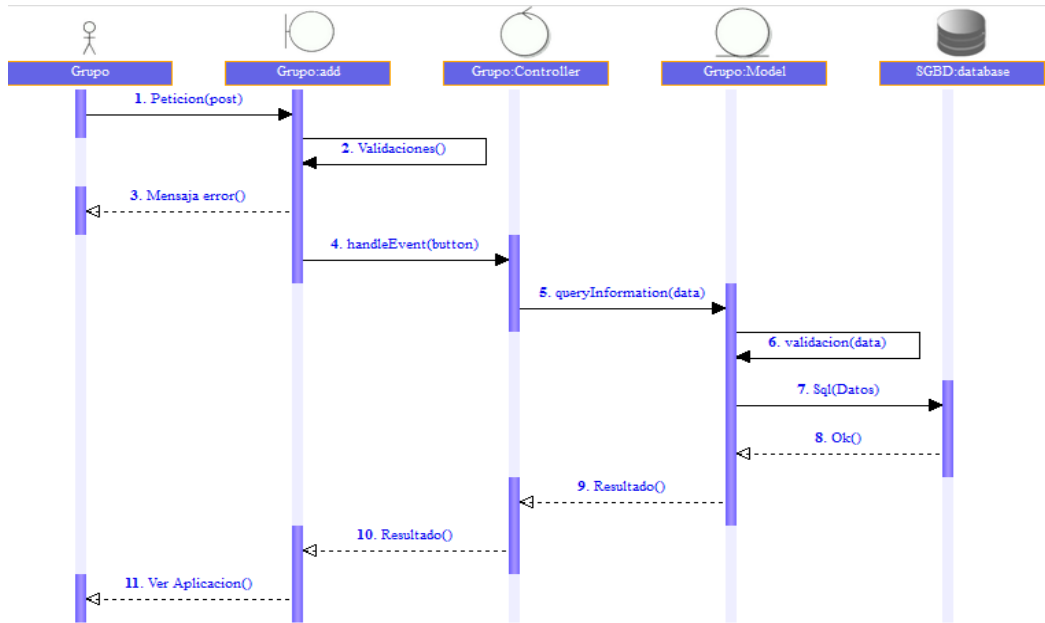 Grupo
Grupo:add
Grupo:Controller
Grupo:Model
SGBD:database
1. Peticion(post)
2. Validaciones()
3. Mensaja error()
4. handleEvent(button)
5. queryInformation(data)
6. validacion(data)
7. Sql(Datos)
8. Ok()
9. Resultado()
10. Resultado()
11. Ver Aplicacion()